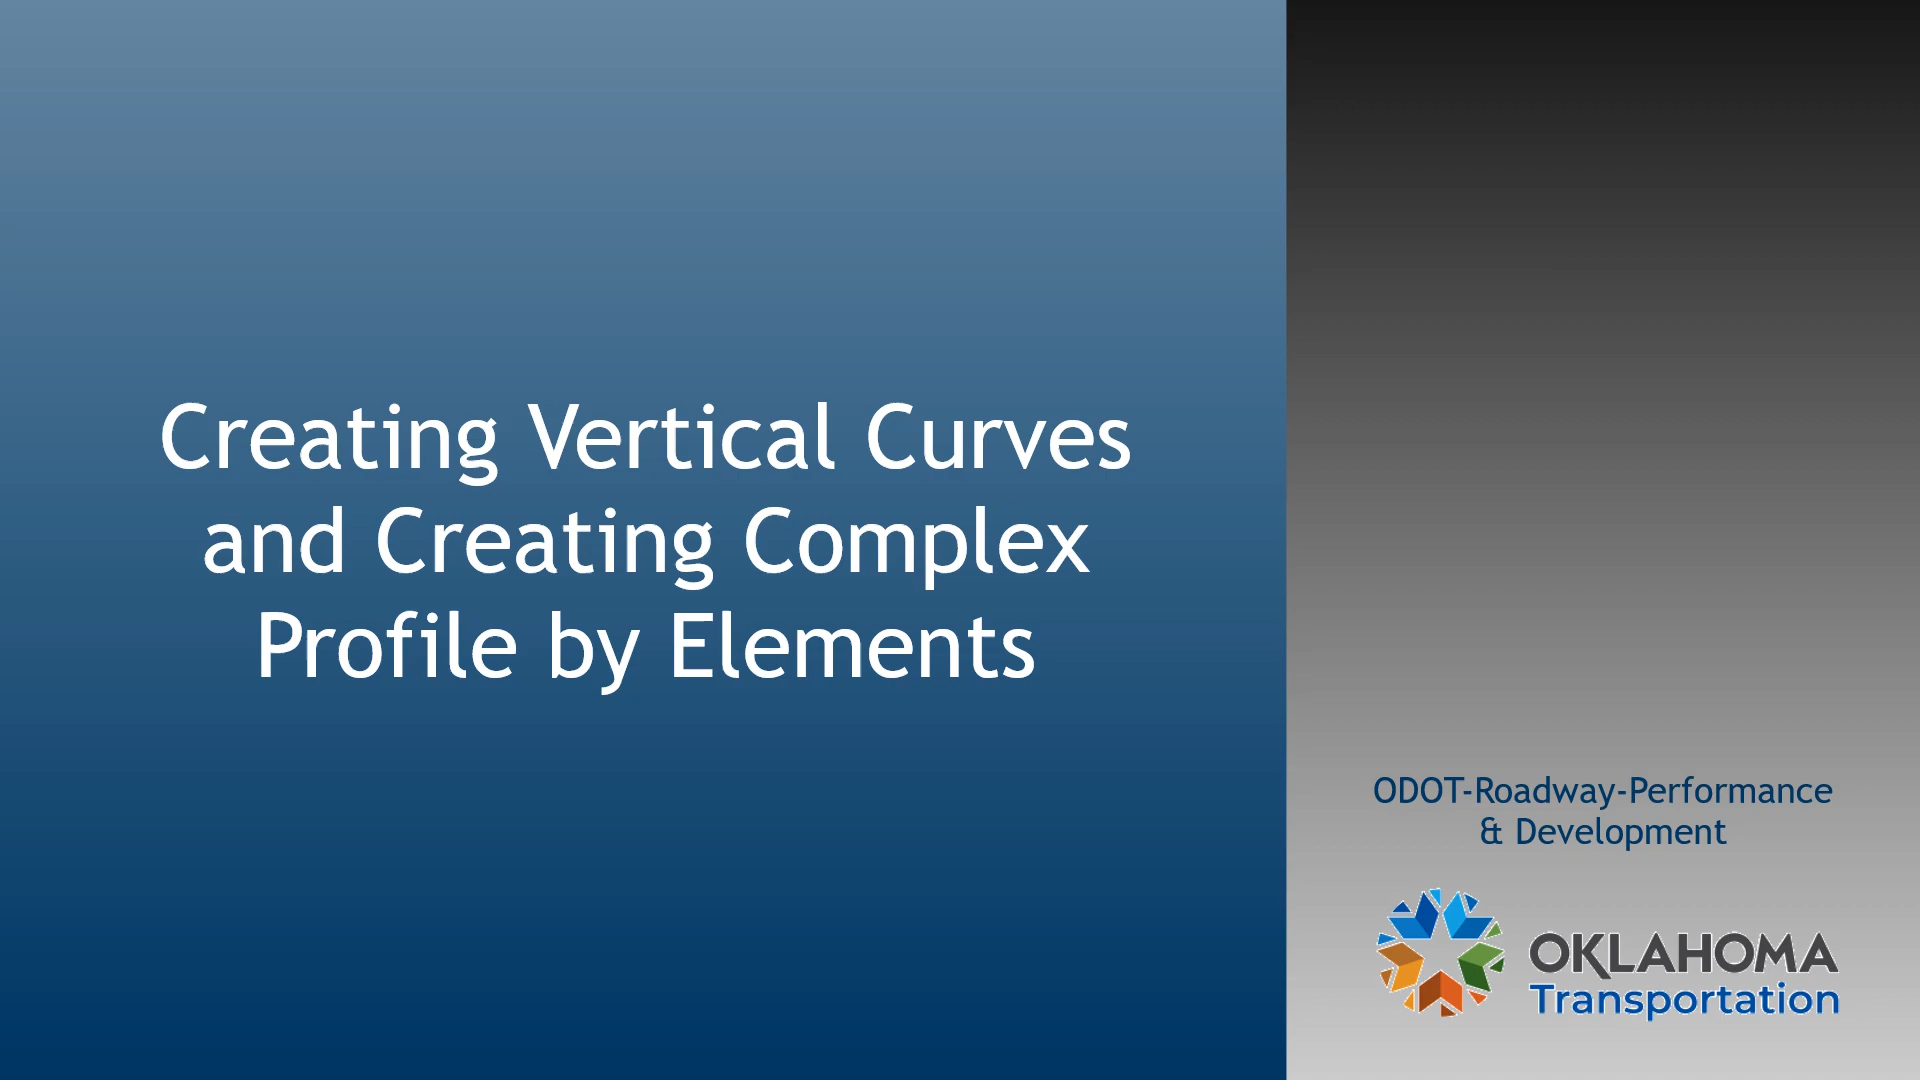 Creating Vertical Curves
and Creating Complex
Profile by Elements
ODOT-Roadway-Performance
& Development
OKLAHOMA
Transportation